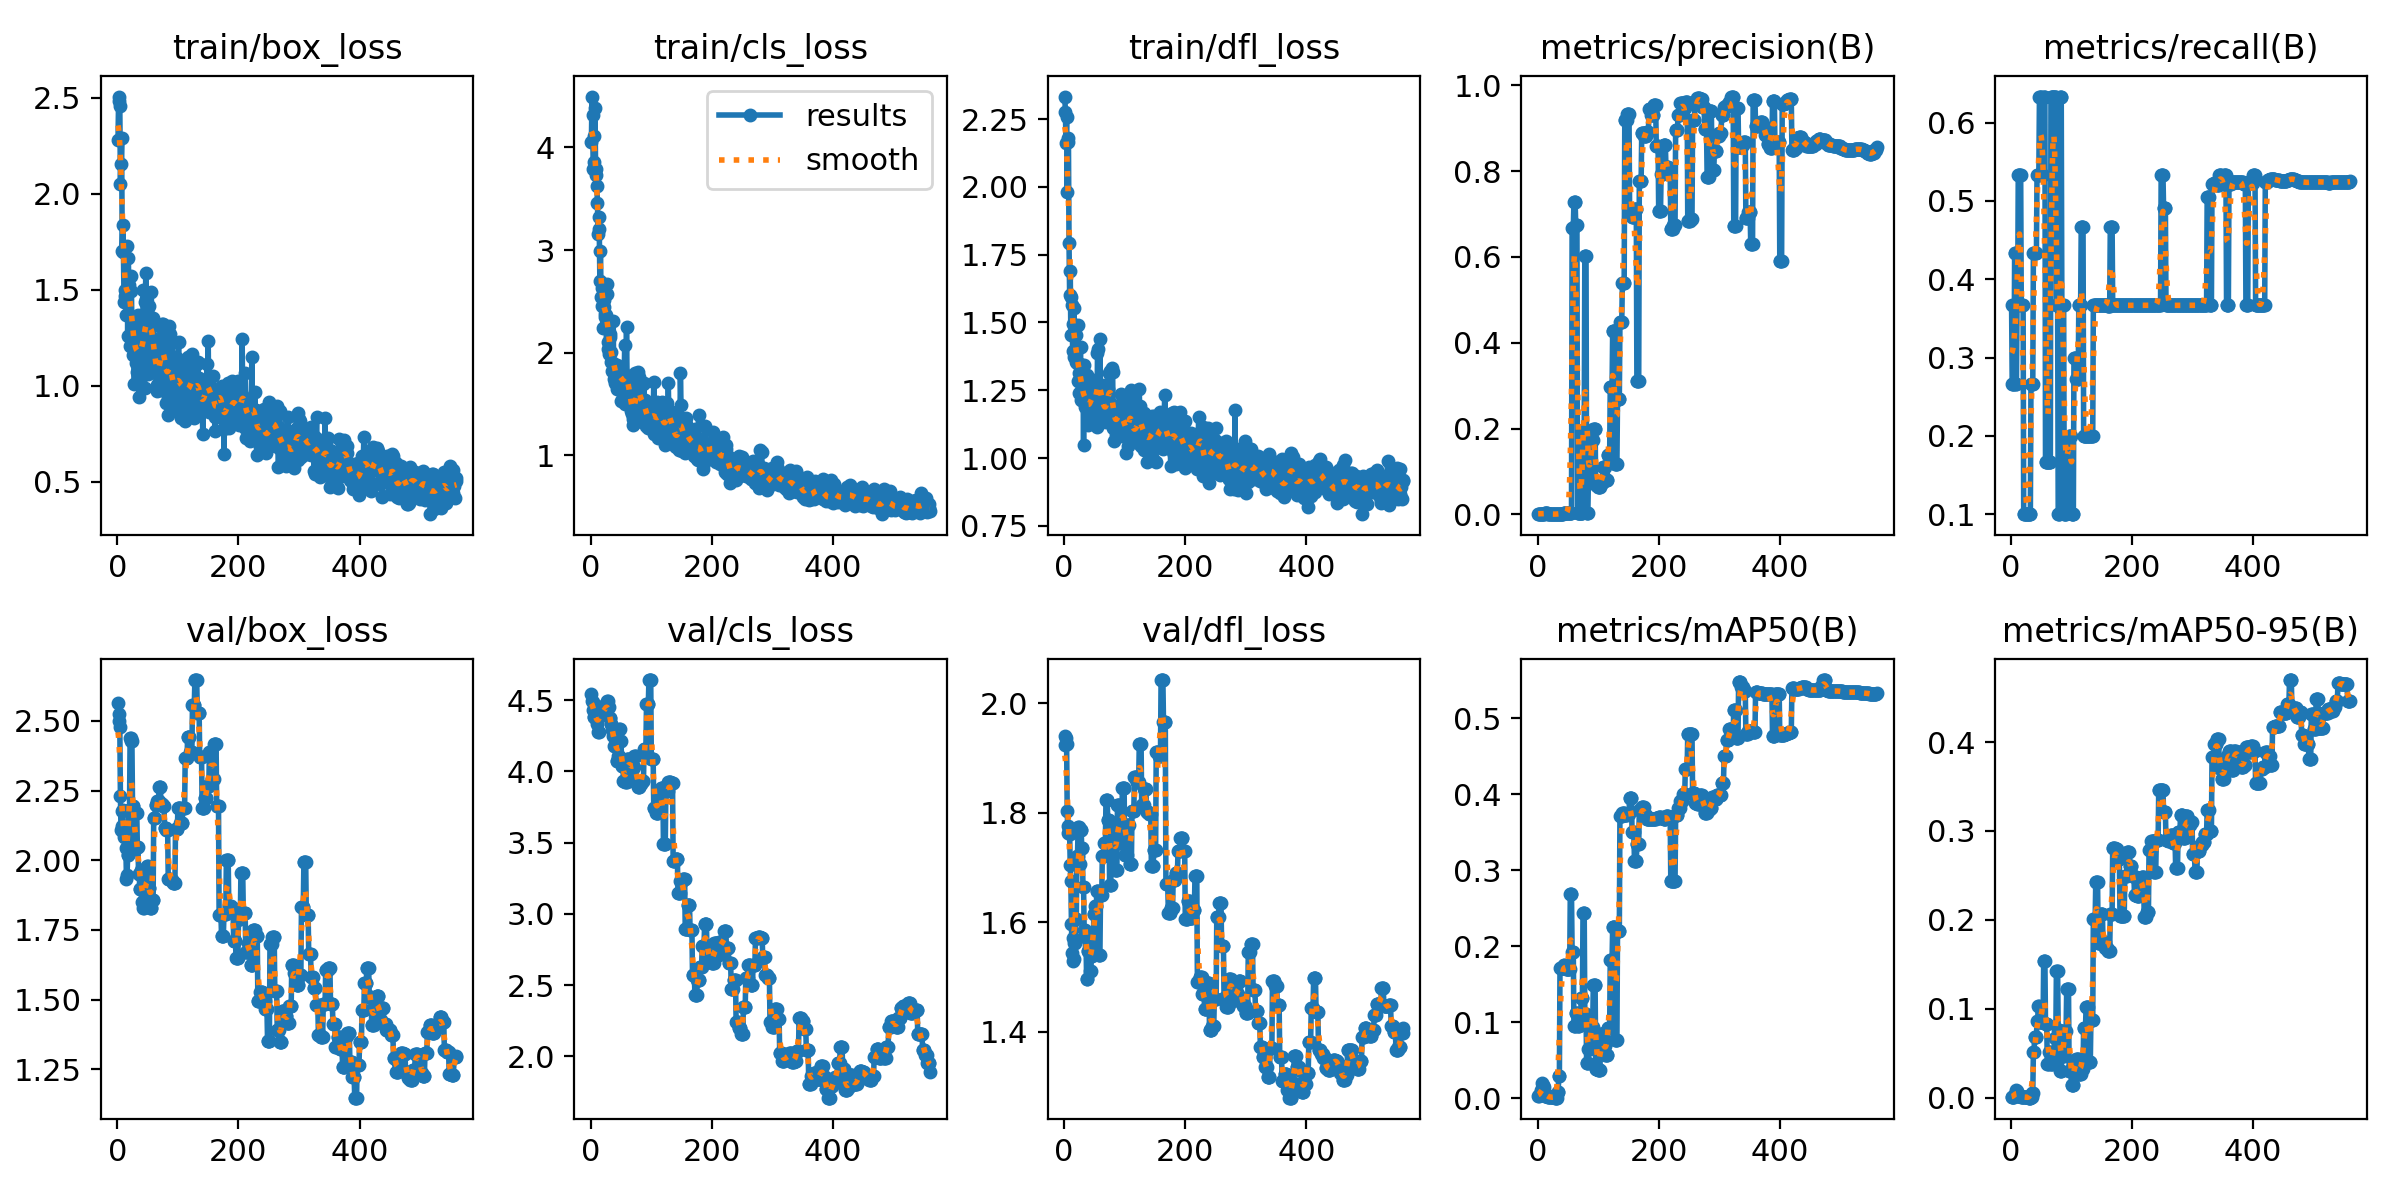 train/box_loss
2.5
2.0
1.5
1.0
0.5
0 200 400
train/cls_loss
results
smooth
4
3
2
1
0 200 400
train/dfl_loss
2.25
2.00
1.75
1.50
1.25
1.00
0.75
0 200 400
metrics/precision(B)
1.0
0.8
0.6
0.4
0.2
0.0
0 200 400
metrics/recall(B)
0.6
0.5
0.4
0.3
0.2
0.1
0 200 400
val/box_loss
2.50
2.25
2.00
1.75
1.50
1.25
0 200 400
val/cls_loss
4.5
4.0
3.5
3.0
2.5
2.0
0 200 400
val/dfl_loss
2.0
1.8
1.6
1.4
0 200 400
metrics/mAP50(B)
0.5
0.4
0.3
0.2
0.1
0.0
0 200 400
metrics/mAP50-95(B)
0.4
0.3
0.2
0.1
0.0
0 200 400